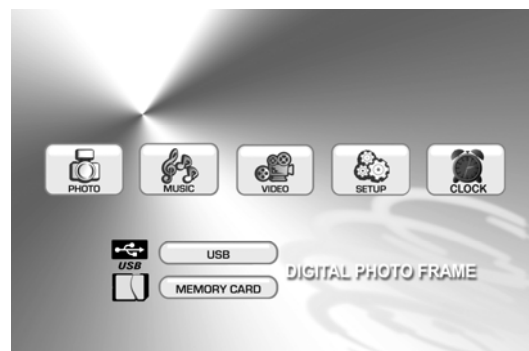 PHOTO
MUSIC
VIDEO
SETUP
CLOCK
USB
USB
MEMORY CARD
DIGITAL PHOTO FRAME